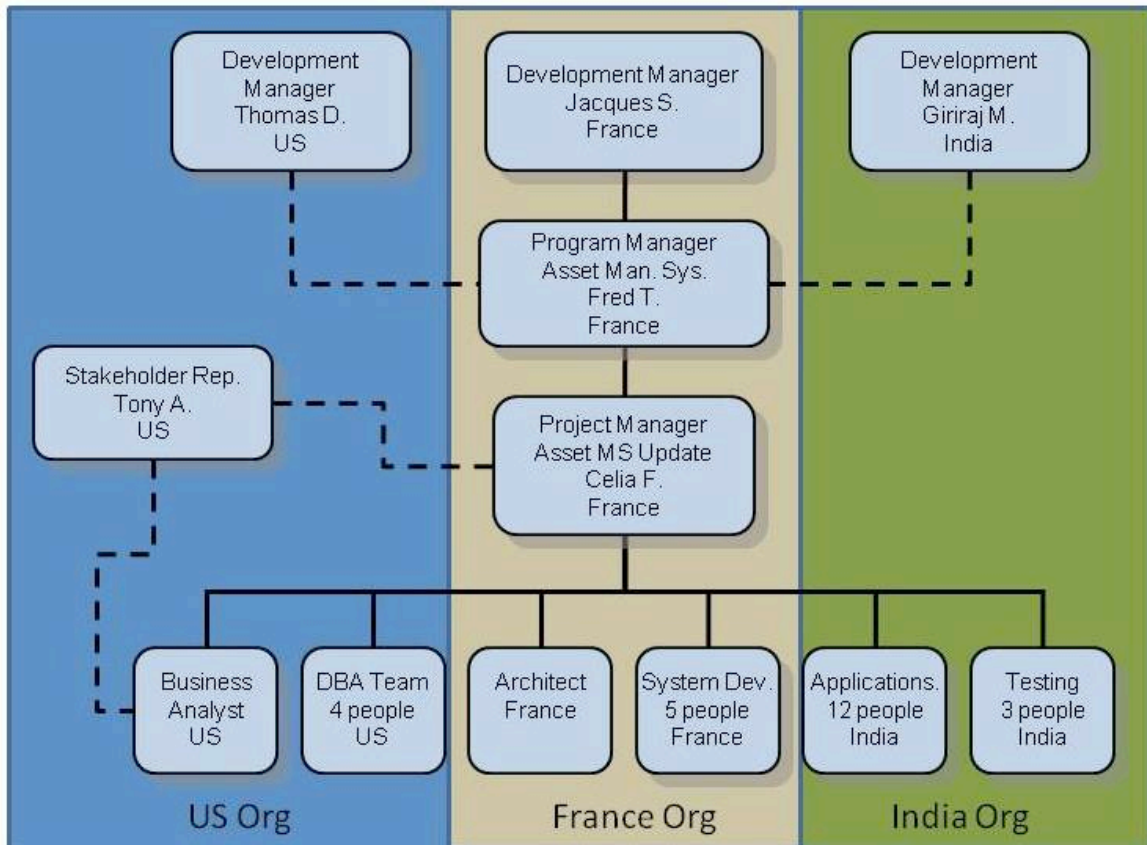 Development
Manager
Thomas D.
US
Development Manager
Jacques S.
France
Development
Manager
Giriraj M.
India
Program Manager
Asset Man. Sys.
Fred T.
France
Stakeholder Rep.
Tony A.
US
Project Manager
Asset MS Update
Celia F.
France
Business
Analyst
US
DBA Team
4 people
US
Architect
France
System Dev.
5 people
France
Applications.
12 people
India
Testing
3 people
India
US Org
France Org
India Org